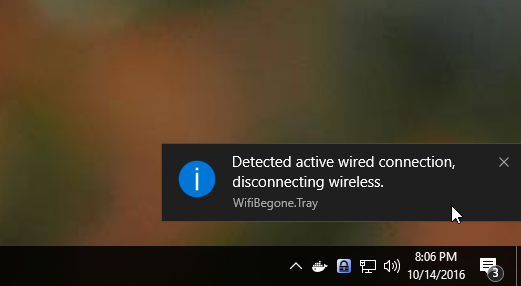 Detected active wired connection,
disconnecting wireless.
WifiBegone.Tray
8:06 PM
10/14/2016
3